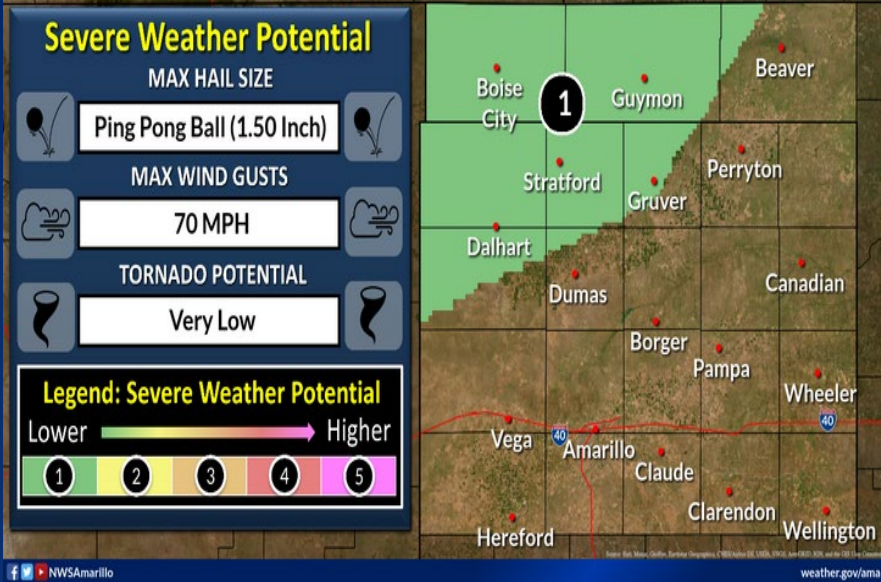 Severe Weather Potential
MAX HAIL SIZE
Ping Pong Ball (1.50 Inch)
MAX WIND GUSTS
70 MPH
TORNADO POTENTIAL
Very Low
Legend: Severe Weather Potential
Lower Higher
1 2 3 4 5
Beaver
Boise
City
1
Guymon
Stratford
Perryton
Gruver
Dalhart
Dumas
Canadian
Borger
Pampa
Wheeler
40
Vega
40
Amarillo
Claude
Clarendon
Hereford
Wellington
NWSAmarillo
weather.gov/ama